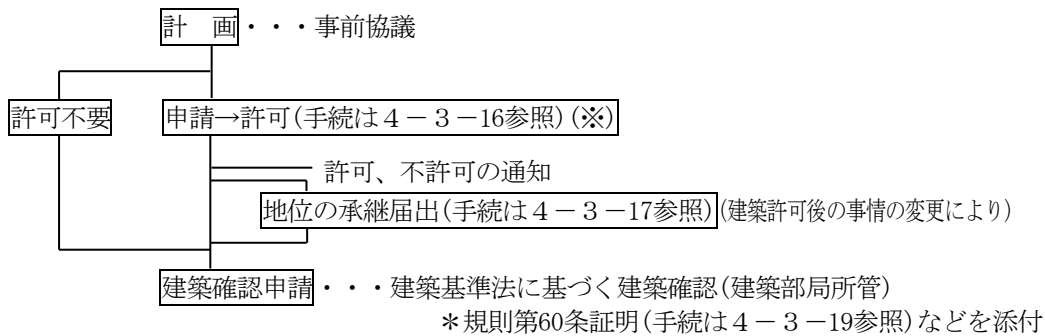 計　画・・・事前協議
許可不要　申請→許可(手続は４－３－16参照)(※)
許可、不許可の通知
地位の承継届出(手続は４－３－17参照)(建築許可後の事情の変更により)
建築確認申請・・・建築基準法に基づく建築確認(建築部局所管)
＊規則第60条証明(手続は４－３－19参照)などを添付